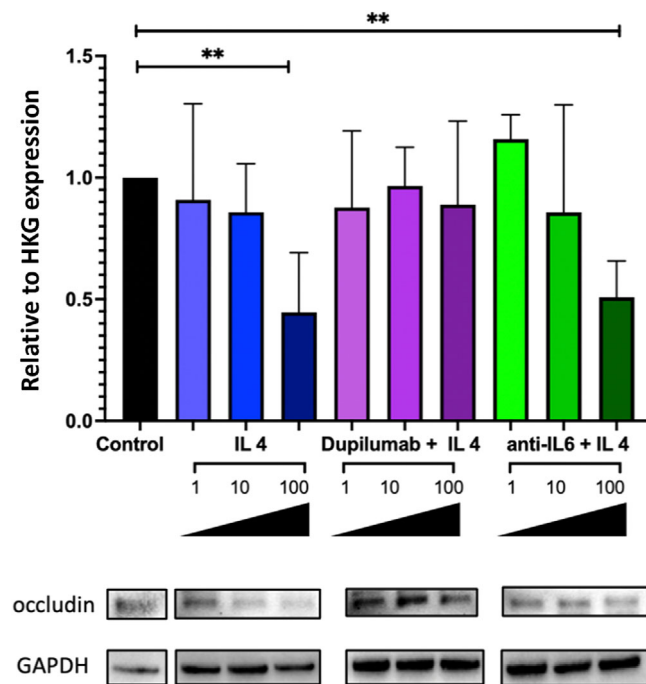 **
**
1.5
1.0
0.5
0.0
Relative to HKG expression
Control IL 4 Dupilumab + IL 4 anti-IL6 + IL 4
1 10 100 1 10 100 1 10 100
occludin
GAPDH